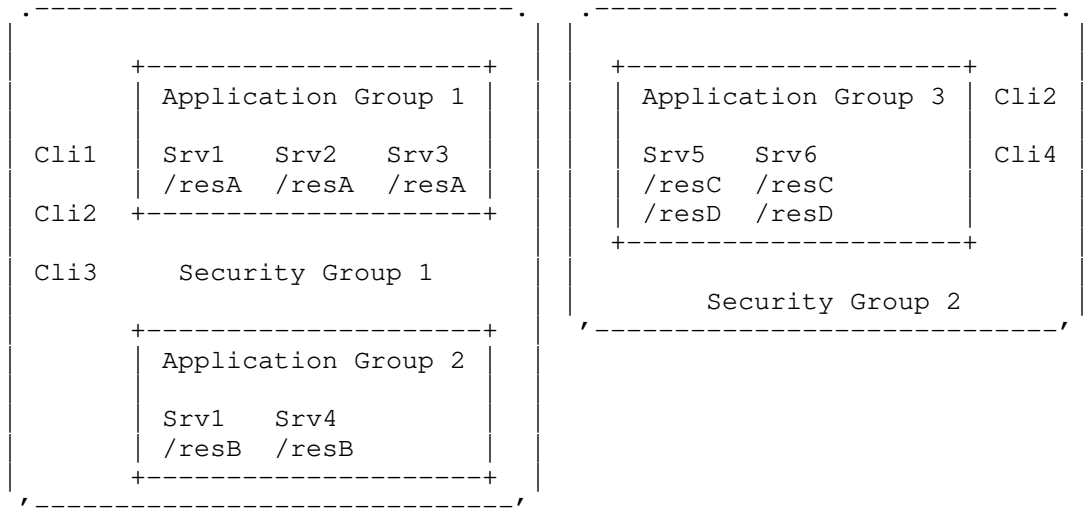 Application Group 1
Cli1 Srv1 Srv2 Srv3
/resA /resA /resA
Cli2
Cli3 Security Group 1
Application Group 2
Srv1 Srv4
/resB /resB
Application Group 3 Cli2
Srv5 Srv6 Cli4
/resC /resC
/resD /resD
Security Group 2